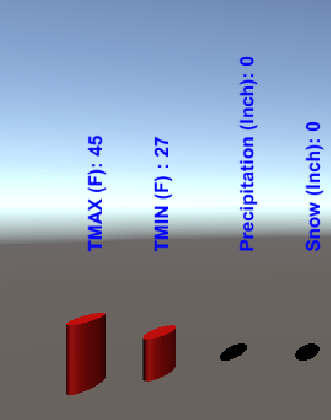 TMAX (F): 45
TMIN (F) : 27
Precipitation (Inch): 0
Snow (Inch): 0